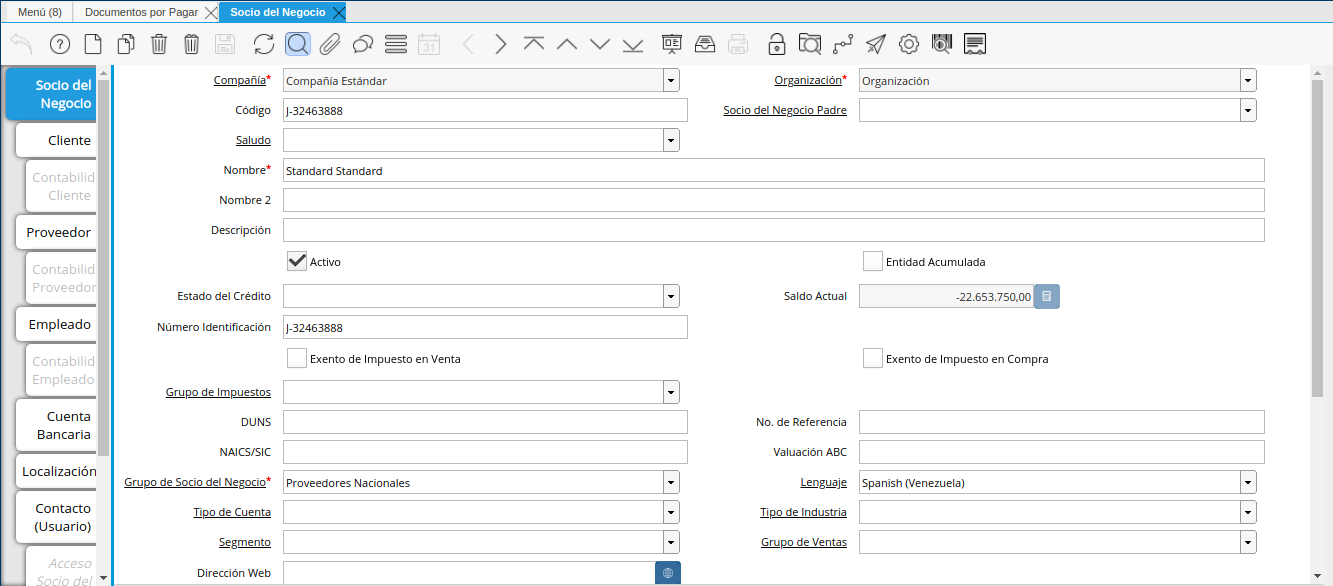 Menú (8) Documentos por Pagar Socio del Negocio
31
Socio del
Negocio
Cliente
Contabilid
Cliente
Proveedor
Contabilid
Proveedor
Empleado
Contabilid
Empleado
Cuenta
Bancaria
Localización
Contacto
(Usuario)
Acceso
Socio del
Compañía* Compañía Estándar Organización* Organización
Código J-32463888 Socio del Negocio Padre
Saludo
Nombre* Standard Standard
Nombre 2
Descripción
Activo Entidad Acumulada
Estado del Crédito Saldo Actual -22.653.750,00
Número Identificación J-32463888
Exento de Impuesto en Venta Exento de Impuesto en Compra
Grupo de Impuestos
DUNS No. de Referencia
NAICS/SIC Valuación ABC
Grupo de Socio del Negocio* Proveedores Nacionales Lenguaje Spanish (Venezuela)
Tipo de Cuenta Tipo de Industria
Segmento Grupo de Ventas
Dirección Web